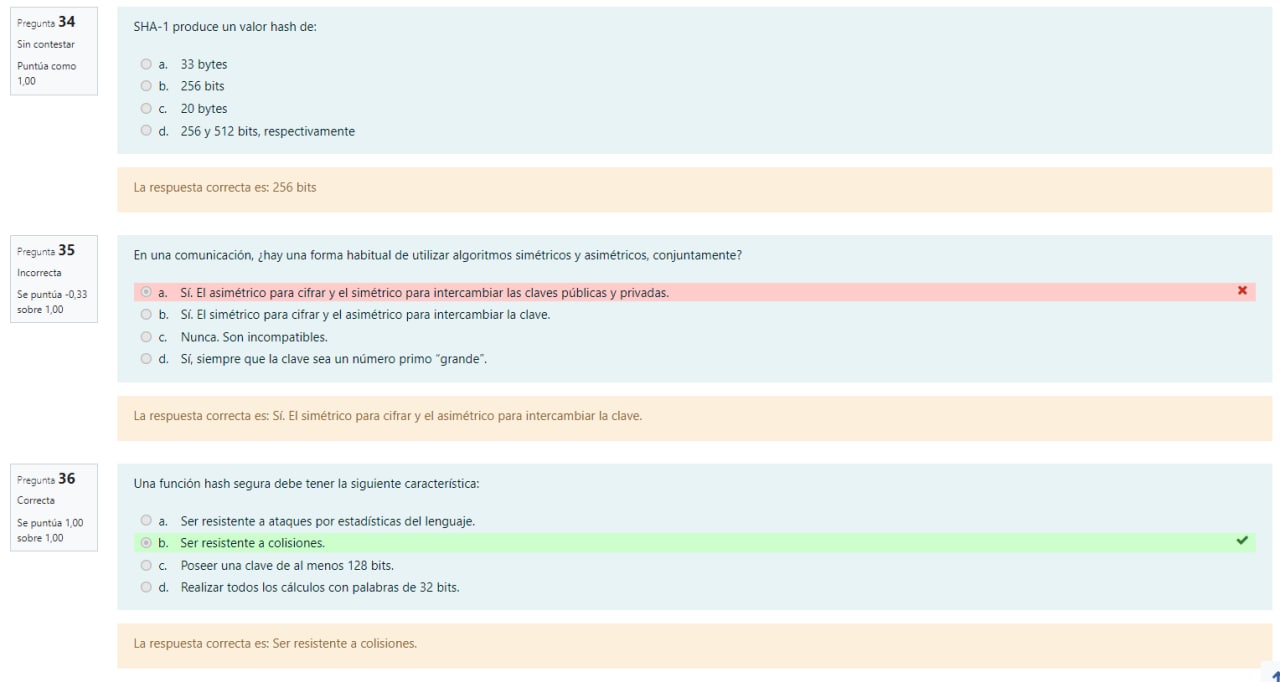 Pregunta 34
Sin contestar
Puntúa como
1,00
SHA-1 produce un valor hash de:
a. 33 bytes
b. 256 bits
c. 20 bytes
d. 256 y 512 bits, respectivamente
La respuesta correcta es: 256 bits
Pregunta 35
Incorrecta
Se puntúa -0,33
sobre 1,00
En una comunicación, ¿hay una forma habitual de utilizar algoritmos simétricos y asimétricos, conjuntamente?
a. Sí. El asimétrico para cifrar y el simétrico para intercambiar las claves públicas y privadas.
b. Sí. El simétrico para cifrar y el asimétrico para intercambiar la clave.
c. Nunca. Son incompatibles.
d. Sí, siempre que la clave sea un número primo “grande”.
La respuesta correcta es: Sí. El simétrico para cifrar y el asimétrico para intercambiar la clave.
Pregunta 36
Correcta
Se puntúa 1,00
sobre 1,00
Una función hash segura debe tener la siguiente característica:
a. Ser resistente a ataques por estadísticas del lenguaje.
b. Ser resistente a colisiones.
c. Poseer una clave de al menos 128 bits.
d. Realizar todos los cálculos con palabras de 32 bits.
La respuesta correcta es: Ser resistente a colisiones.